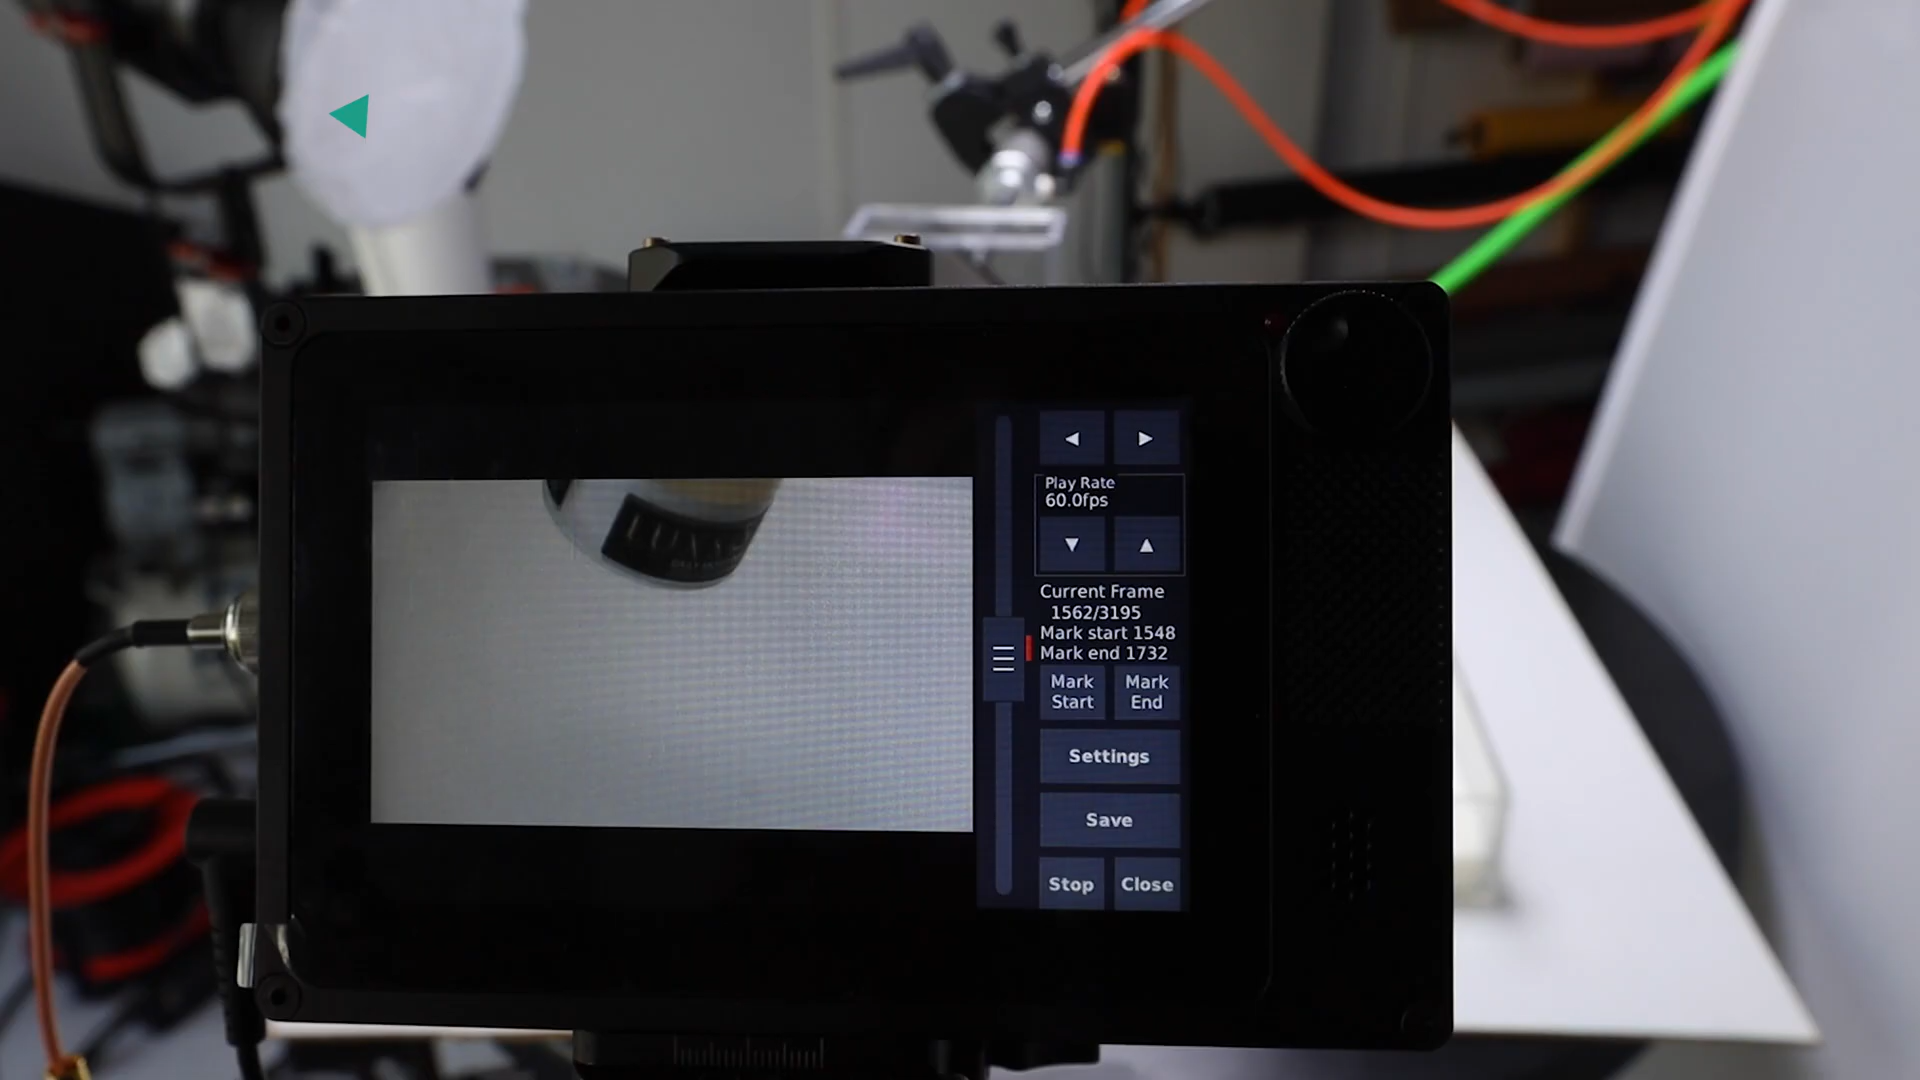 ◀ ▶
Play Rate
60.0fps
▼ ▲
Current Frame
1562/3195
Mark start 1548
Mark end 1732
Mark Start
Mark End
Settings
Save
Stop
Close